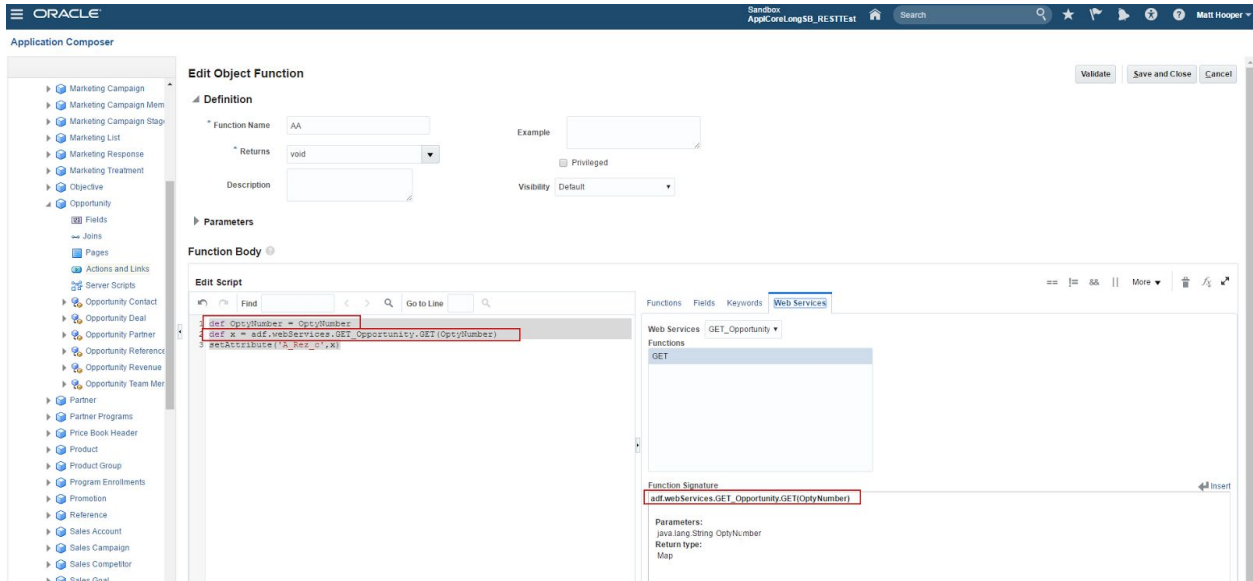 ORACLE
Sandbox
Search
Matt Hooper
Application Composer
Marketing Campaign
Marketing Campaign Mem
Marketing Campaign Stage
Marketing List
Marketing Response
Marketing Treatment
Objective
Opportunity
Fields
Joins
Pages
Actions and Links
Server Scripts
Opportunity Contact
Opportunity Deal
Opportunity Partner
Opportunity Reference
Opportunity Revenue
Opportunity Team Mer
Partner
Partner Programs
Price Book Header
Product
Product Group
Program Enrollments
Promotion
Reference
Sales Account
Sales Campaign
Sales Competitor
Sales Goal
Edit Object Function
Validate Save and Close Cancel
Definition
* Function Name AA
Example
* Returns void
Privileged
Description
Visibility Default
Parameters
Function Body
Edit Script
== != && || More
Find Go to Line
1 def OptyNumber = OptyNumber
2 def x = adf.webServices.GET_Opportunity.GET(OptyNumber)
3 setAttribute('A_Rez_c',x)
Functions Fields Keywords Web Services
Web Services GET_Opportunity
Functions
GET
Function Signature
Insert
adf.webServices.GET_Opportunity.GET(OptyNumber)
Parameters:
java.lang.String OptyNumber
Return type:
Map